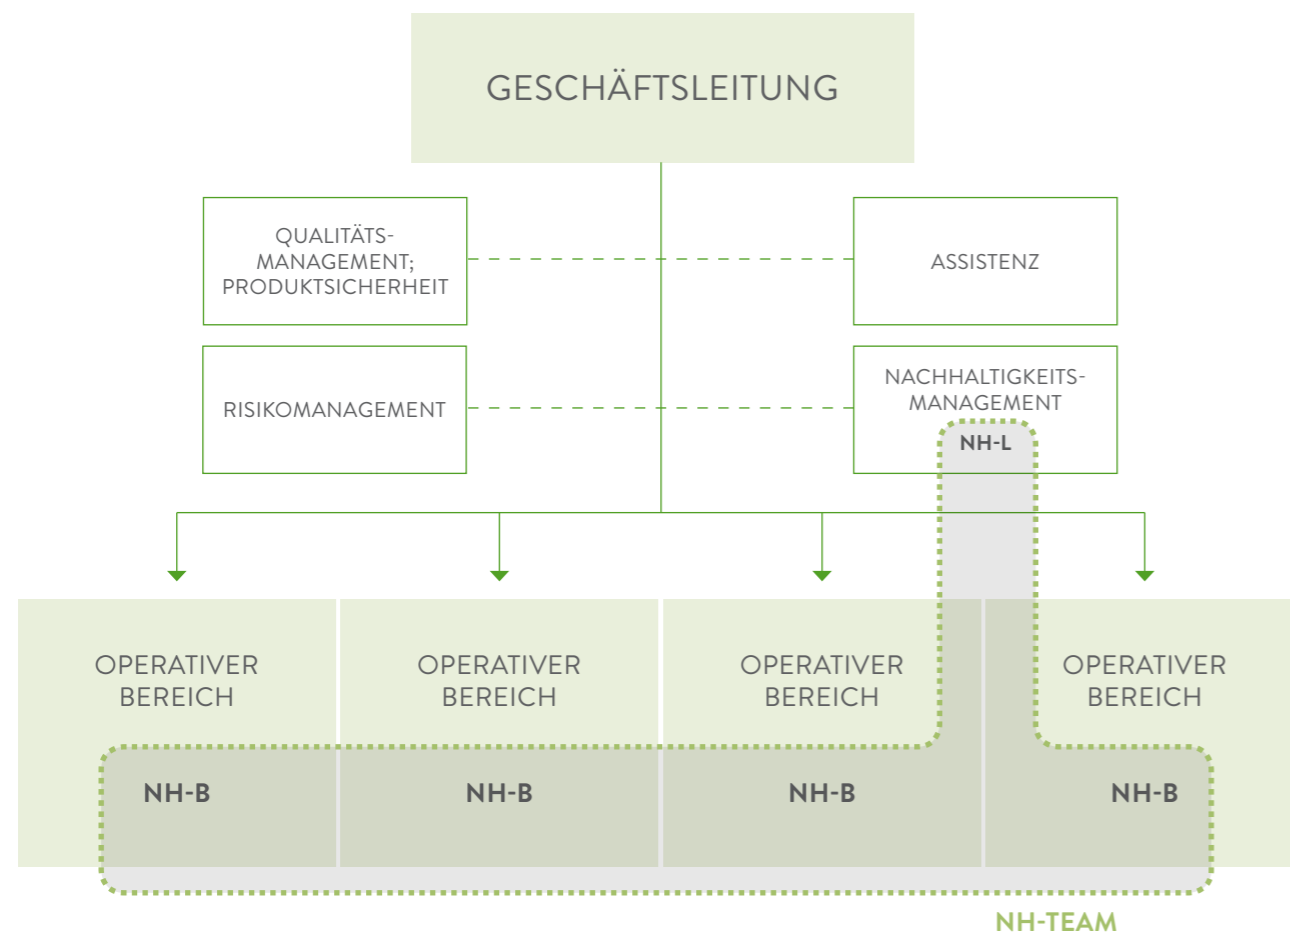 GESCHÄFTSLEITUNG
QUALITÄTS-
MANAGEMENT;
PRODUKTSICHERHEIT
ASSISTENZ
RISIKOMANAGEMENT
NACHHALTIGKEITS-
MANAGEMENT
NH-L
OPERATIVER
BEREICH
NH-B
OPERATIVER
BEREICH
NH-B
OPERATIVER
BEREICH
NH-B
OPERATIVER
BEREICH
NH-B
NH-TEAM